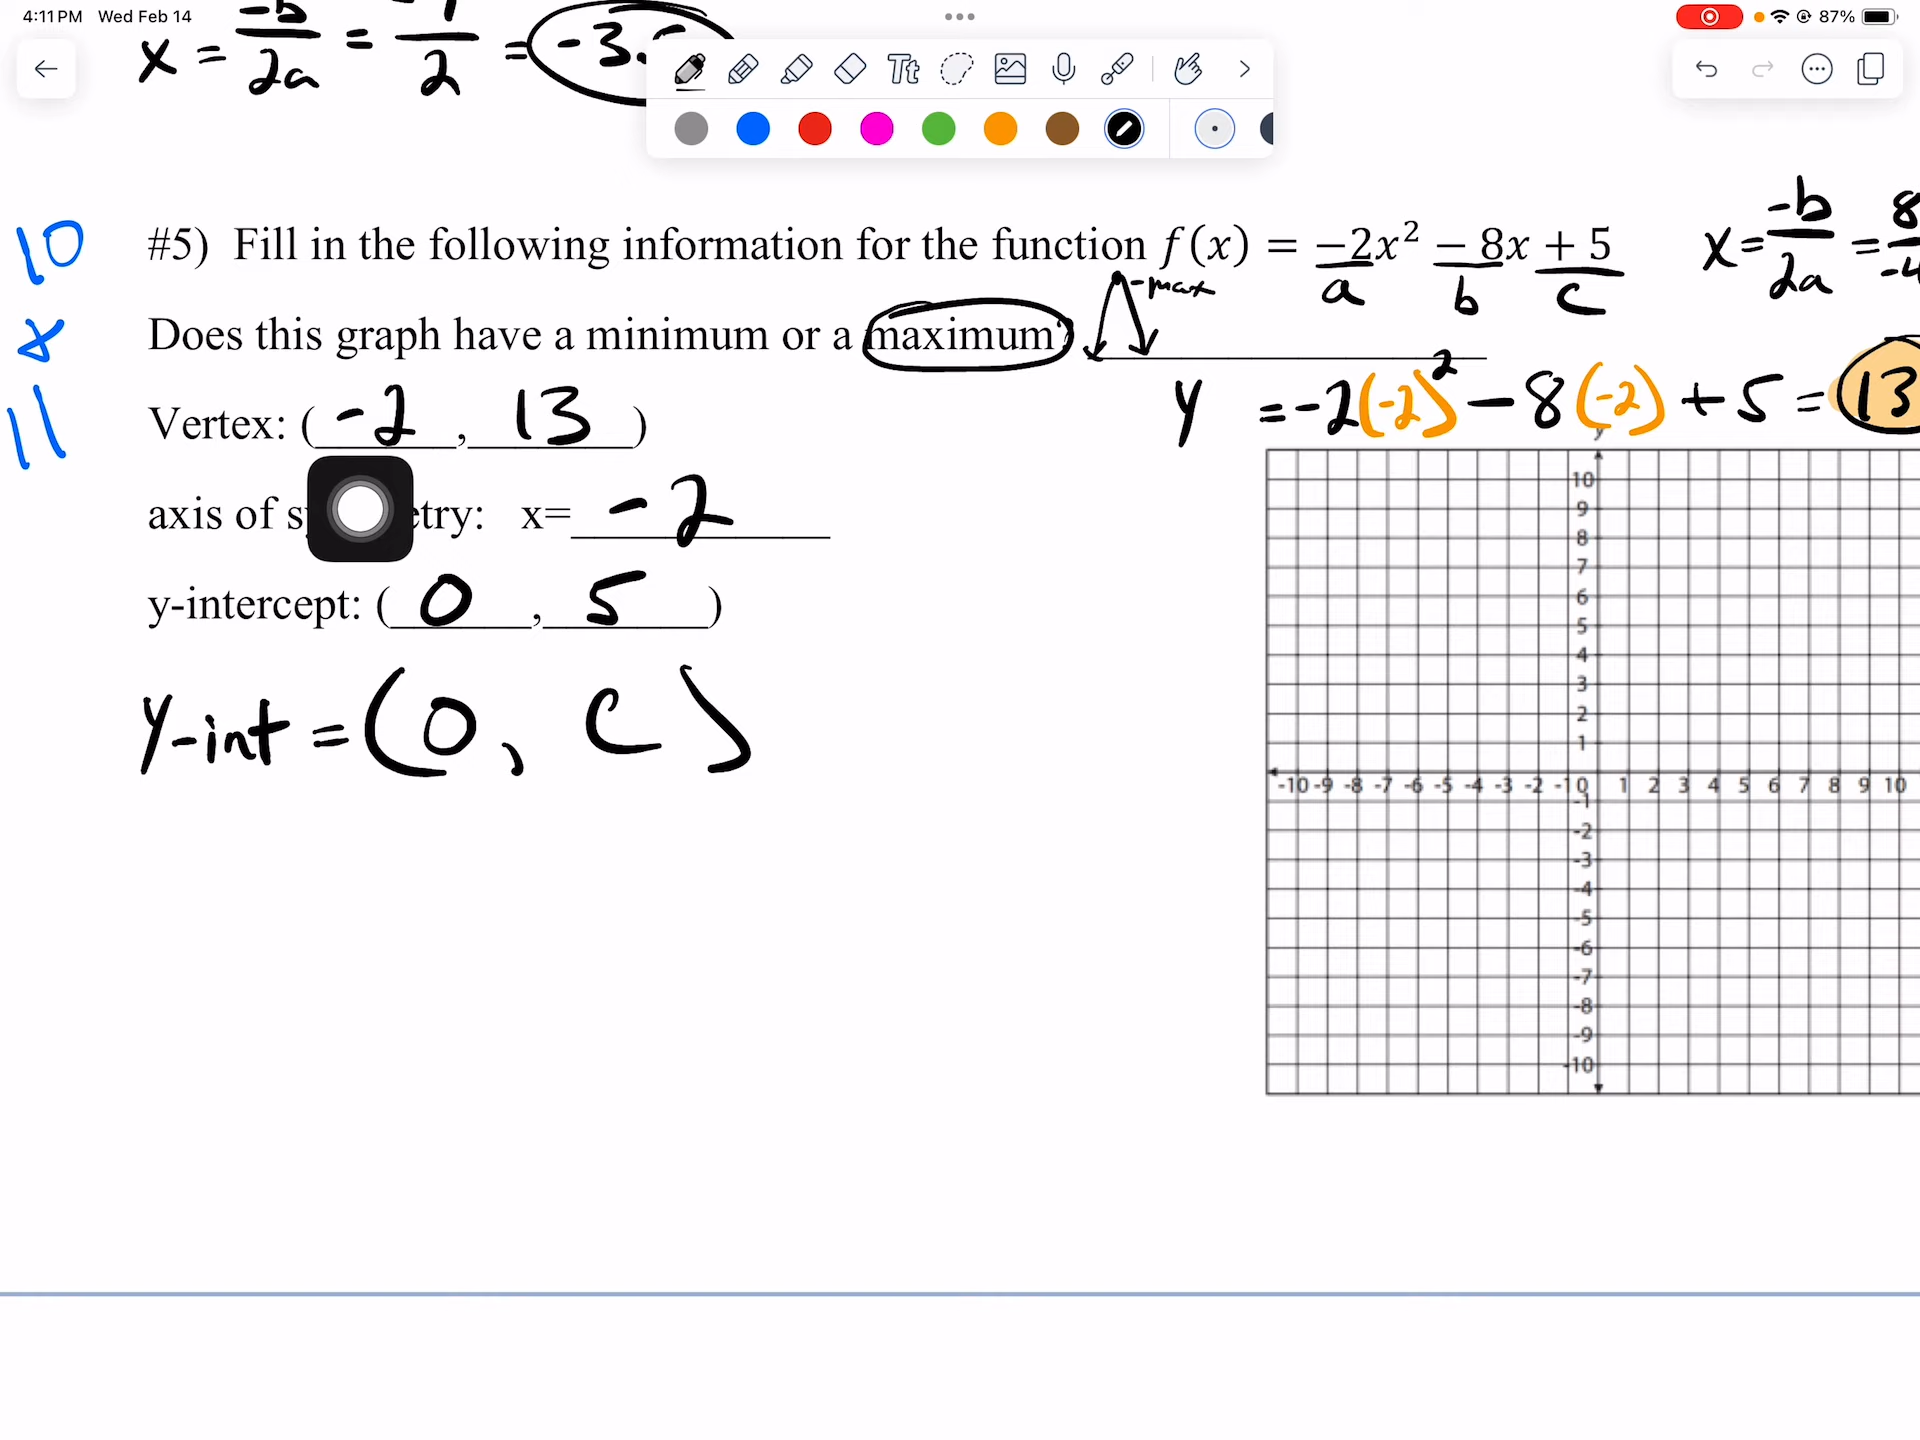 4:11 PM Wed Feb 14
87%
x = -b/2a = /2 = -3.
Tt
10
8
11
#5) Fill in the following information for the function f(x) = −2x² − 8x + 5
a b c
x = -b/2a = 8/-4
-max
Does this graph have a minimum or a maximum?
y = -2(-2)² - 8(-2) + 5 = 13
Vertex: ( -2 , 13 )
axis of s etry: x= -2
y-intercept: ( 0 , 5 )
y-int = (0, c)
y
10
9
8
7
6
5
4
3
2
1
-10 -9 -8 -7 -6 -5 -4 -3 -2 -1 0 1 2 3 4 5 6 7 8 9 10
-1
-2
-3
-4
-5
-6
-7
-8
-9
-10